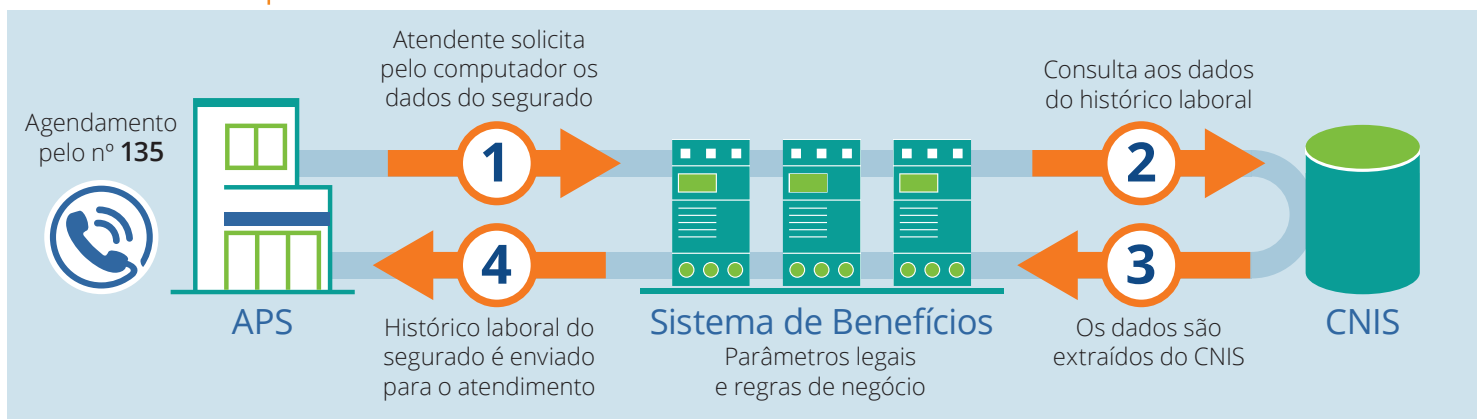 Agendamento
pelo nº 135
Atendente solicita
pelo computador os
dados do segurado
1
Consulta aos dados
do histórico laboral
2
4
3
APS
Histórico laboral do
segurado é enviado
para o atendimento
Sistema de Benefícios
Parâmetros legais
e regras de negócio
Os dados são
extraídos do CNIS
CNIS